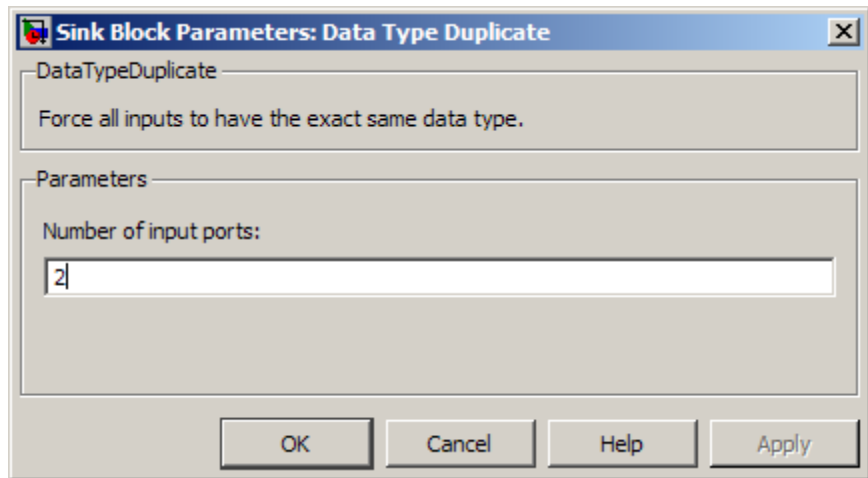 Sink Block Parameters: Data Type Duplicate
DataTypeDuplicate
Force all inputs to have the exact same data type.
Parameters
Number of input ports:
2
OK Cancel Help Apply